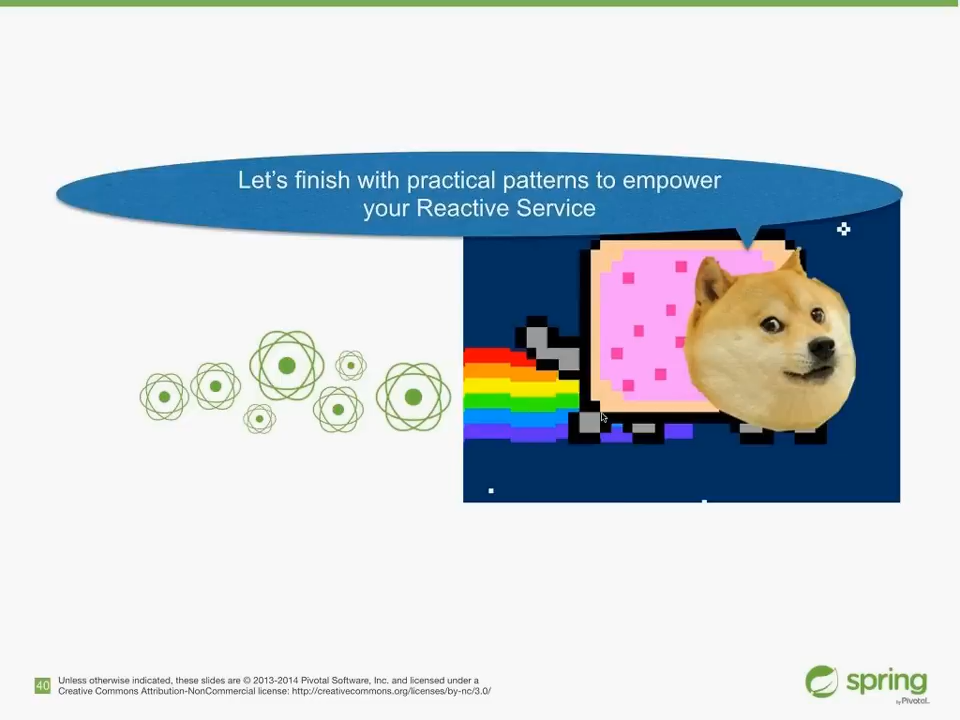 Let's finish with practical patterns to empower
your Reactive Service
40
Unless otherwise indicated, these slides are © 2013-2014 Pivotal Software, Inc. and licensed under a
Creative Commons Attribution-NonCommercial license: http://creativecommons.org/licenses/by-nc/3.0/
spring
by Pivotal.